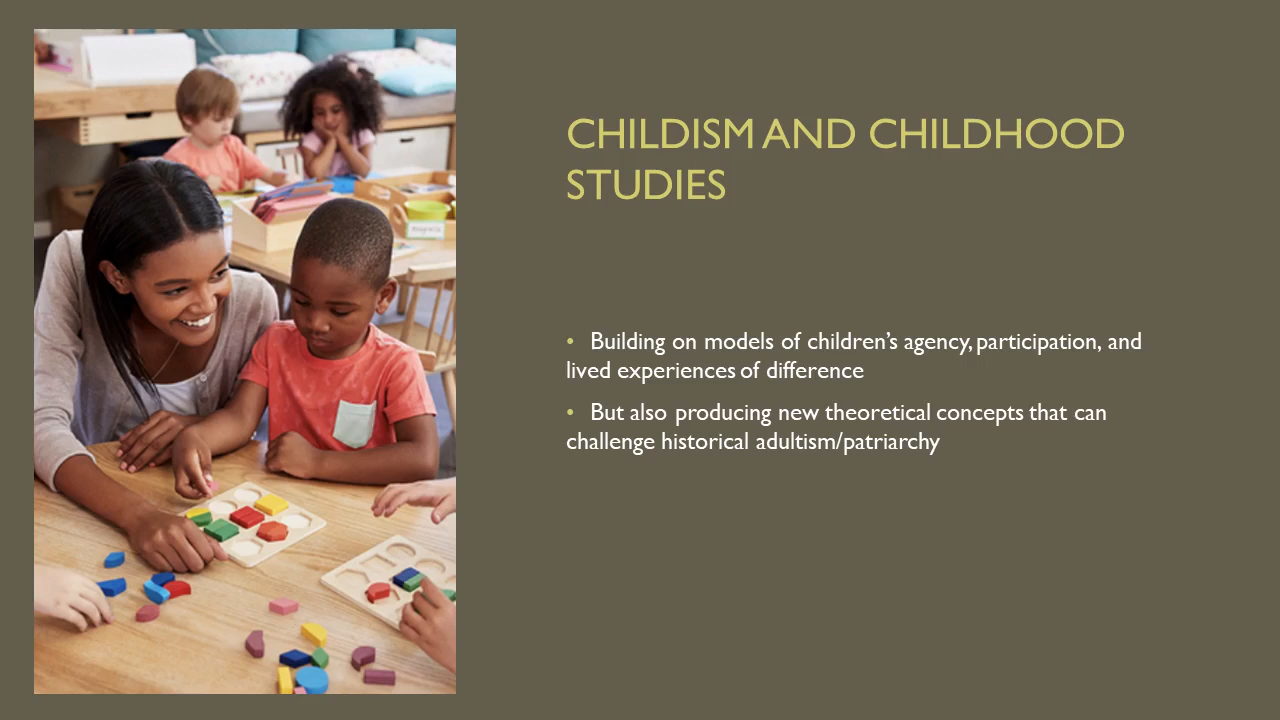 CHILDISM AND CHILDHOOD
STUDIES
• Building on models of children’s agency, participation, and
lived experiences of difference
• But also producing new theoretical concepts that can
challenge historical adultism/patriarchy